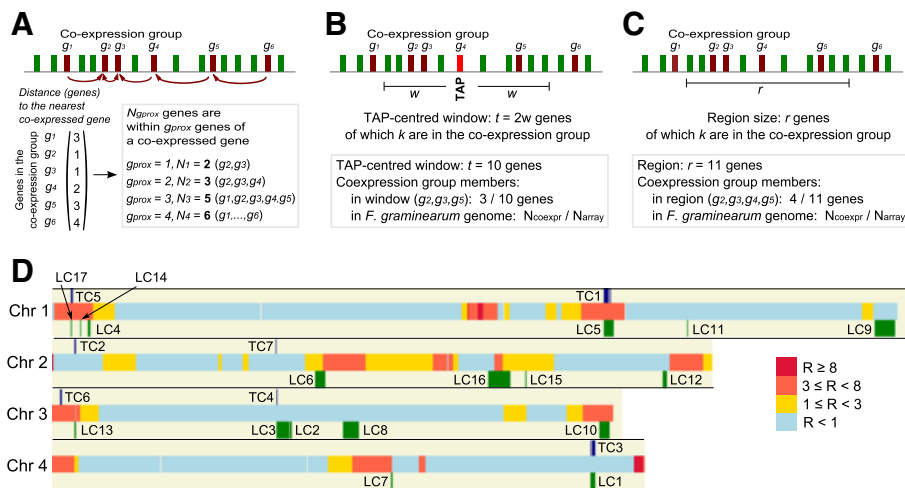 A
Co-expression group
g1 g2 g3 g4 g5 g6
Distance (genes)
to the nearest
co-expressed gene
Genes in the
co-expression group
g1 3
g2 1
g3 1
g4 2
g5 3
g6 4
Ngprox genes are
within gprox genes of
a co-expressed gene
gprox = 1, N1 = 2 (g2,g3)
gprox = 2, N2 = 3 (g2,g3,g4)
gprox = 3, N3 = 5 (g1,g2,g3,g4,g5)
gprox = 4, N4 = 6 (g1,...,g6)
B
Co-expression group
g1 g2 g3 g4 g5 g6
w TAP w
TAP-centred window: t = 2w genes
of which k are in the co-expression group
TAP-centred window: t = 10 genes
Coexpression group members:
in window (g2,g3,g5): 3 / 10 genes
in F. graminearum genome: Ncoexpr / Narray
C
Co-expression group
g1 g2 g3 g4 g5 g6
r
Region size: r genes
of which k are in the co-expression group
Region: r = 11 genes
Coexpression group members:
in region (g2,g3,g4,g5): 4 / 11 genes
in F. graminearum genome: Ncoexpr / Narray
D
LC17 LC14
TC5 TC1
Chr 1
LC4 LC5 LC11 LC9
TC2 TC7
Chr 2
LC6 LC16 LC15 LC12
TC6 TC4
Chr 3
LC13 LC3 LC2 LC8 LC10
TC3
Chr 4
LC7 LC1
R ≥ 8
3 ≤ R < 8
1 ≤ R < 3
R < 1